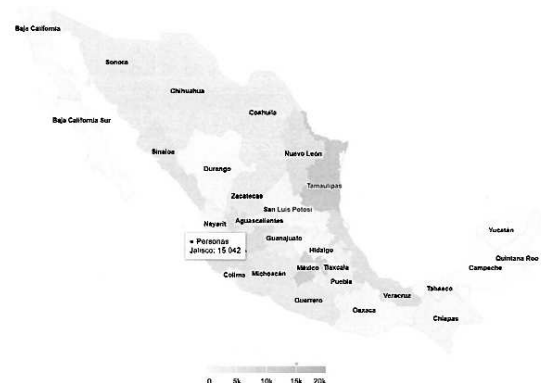 Baja California
Sonora
Chihuahua
Coahuila
Baja California Sur
Sinaloa
Nuevo León
Durango
Tamaulipas
Zacatecas
San Luis Potosí
Nayarit
Aguascalientes
Yucatán
• Personas
Jalisco: 15 042
Guanajuato
Hidalgo
Quintana Roo
Colima
Michoacán
México
Tlaxcala
Campeche
Puebla
Tabasco
Veracruz
Guerrero
Oaxaca
Chiapas
0 5k 10k 15k 20k